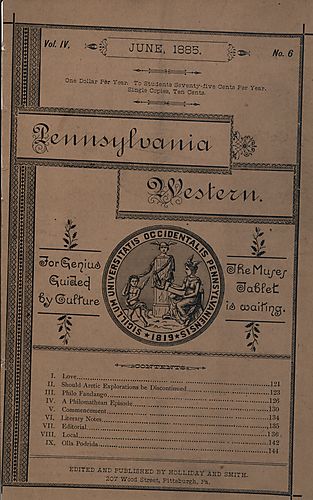 Vol. IV,
JUNE, 1885.
No. 6
One Dollar Per Year. To Students Seventy-five Cents Per Year.
Single Copies, Ten Cents.
Pennsylvania
Western.
For Genius
Guided
by Culture
SIGILLUM UNIVERSITATIS OCCIDENTALIS PENNSYLVANIENSIS
1819
The Muses
Tablet
is waiting.
CONTENTS
I. Love 121
II. Should Arctic Explorations be Discontinued 123
III. Philo Fandango 126
IV. A Philomathean Episode 130
V. Commencement 130
VI. Literary Notes 134
VII. Editorial 135
VIII. Local 136
IX. Olla Podrida 142
144
EDITED AND PUBLISHED BY HOLLIDAY AND SMITH.
207 Wood Street, Pittsburgh, Pa.